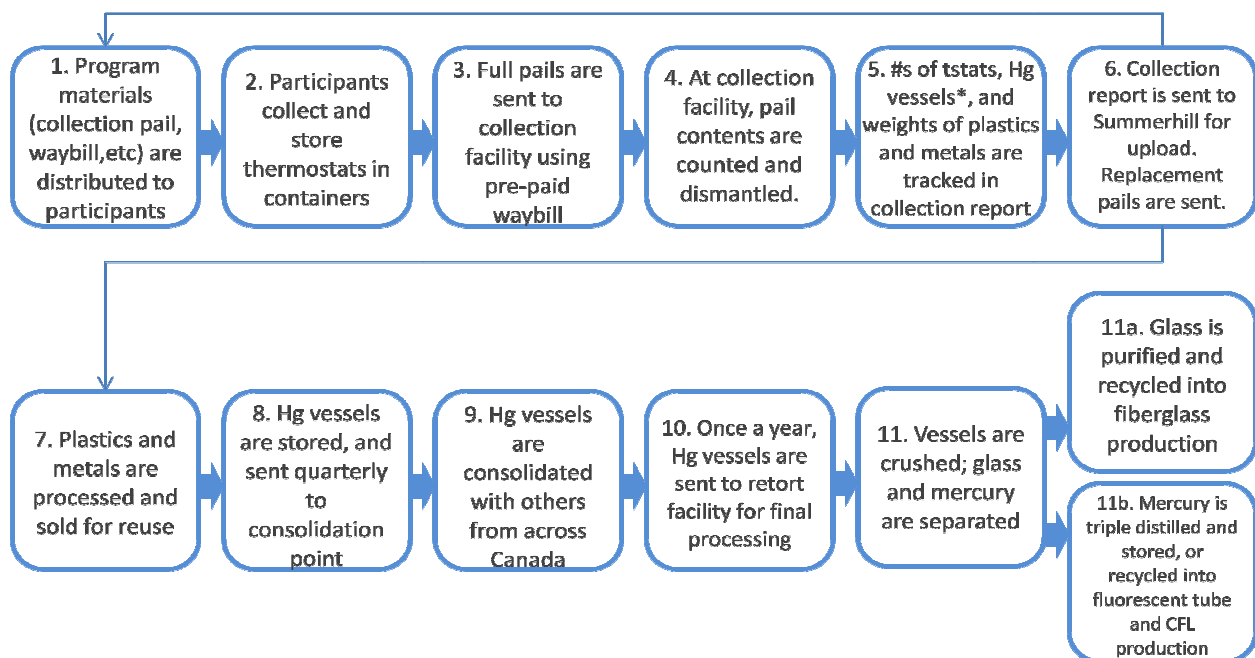 1. Program
materials
(collection pail,
waybill,etc) are
distributed to
participants
2. Participants
collect and
store
thermostats in
containers
3. Full pails are
sent to
collection
facility using
pre-paid
waybill
4. At collection
facility, pail
contents are
counted and
dismantled.
5. #s of tstats, Hg
vessels*, and
weights of plastics
and metals are
tracked in
collection report
6. Collection
report is sent to
Summerhill for
upload.
Replacement
pails are sent.
7. Plastics and
metals are
processed and
sold for reuse
8. Hg vessels
are stored, and
sent quarterly
to
consolidation
point
9. Hg vessels
are
consolidated
with others
from across
Canada
10. Once a year,
Hg vessels are
sent to retort
facility for final
processing
11. Vessels are
crushed; glass
and mercury
are separated
11a. Glass is
purified and
recycled into
fiberglass
production
11b. Mercury is
triple distilled and
stored, or
recycled into
fluorescent tube
and CFL
production